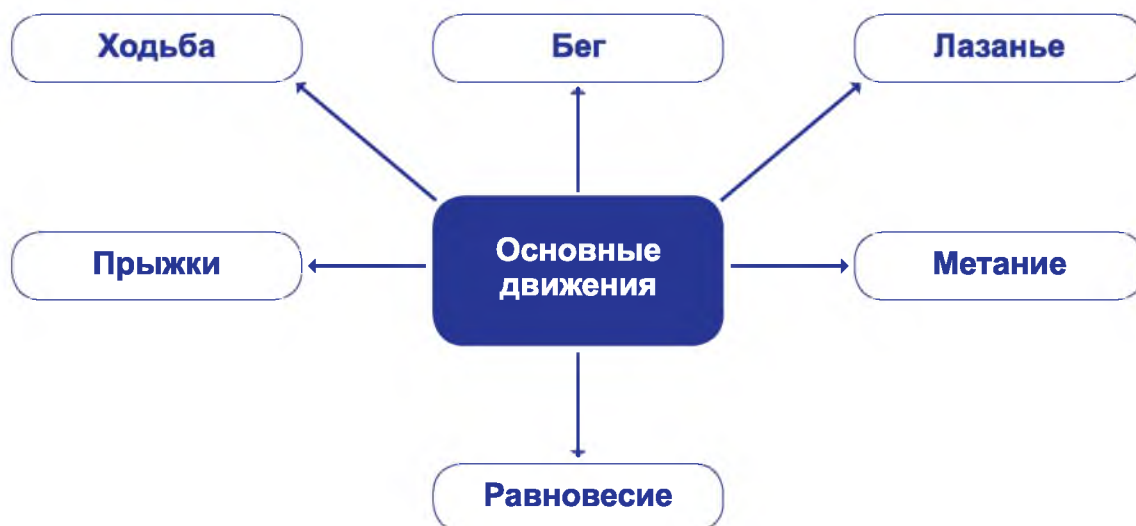 Ходьба
Бег
Лазанье
Прыжки
Основные
движения
Метание
Равновесие